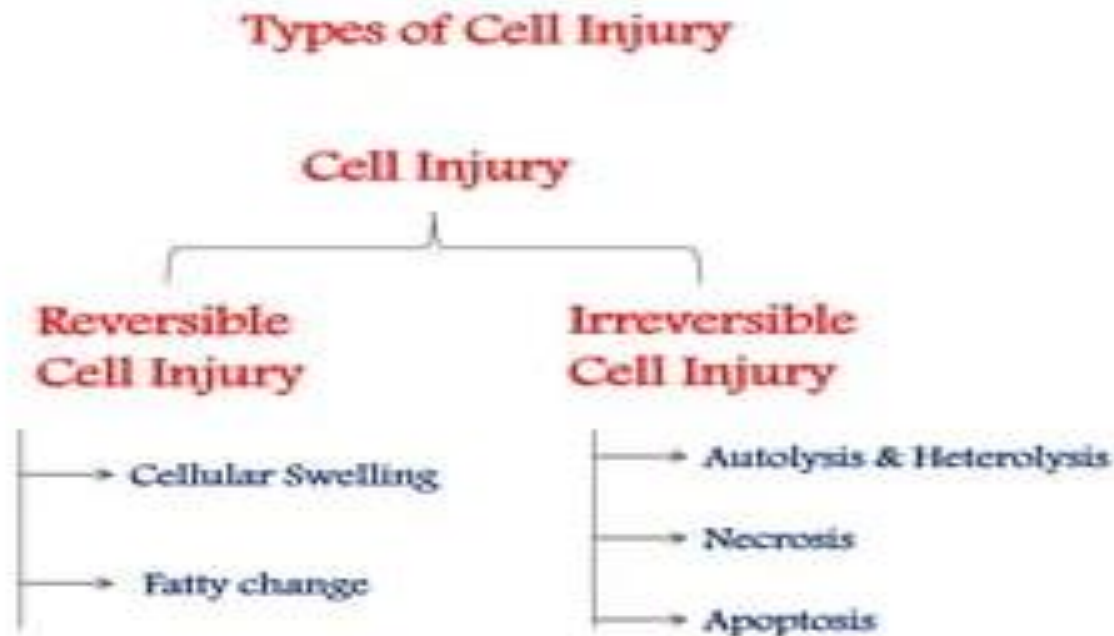 Types of Cell Injury
Cell Injury
Reversible
Cell Injury
Cellular Swelling
Fatty change
Irreversible
Cell Injury
Autolysis & Heterolysis
Necrosis
Apoptosis